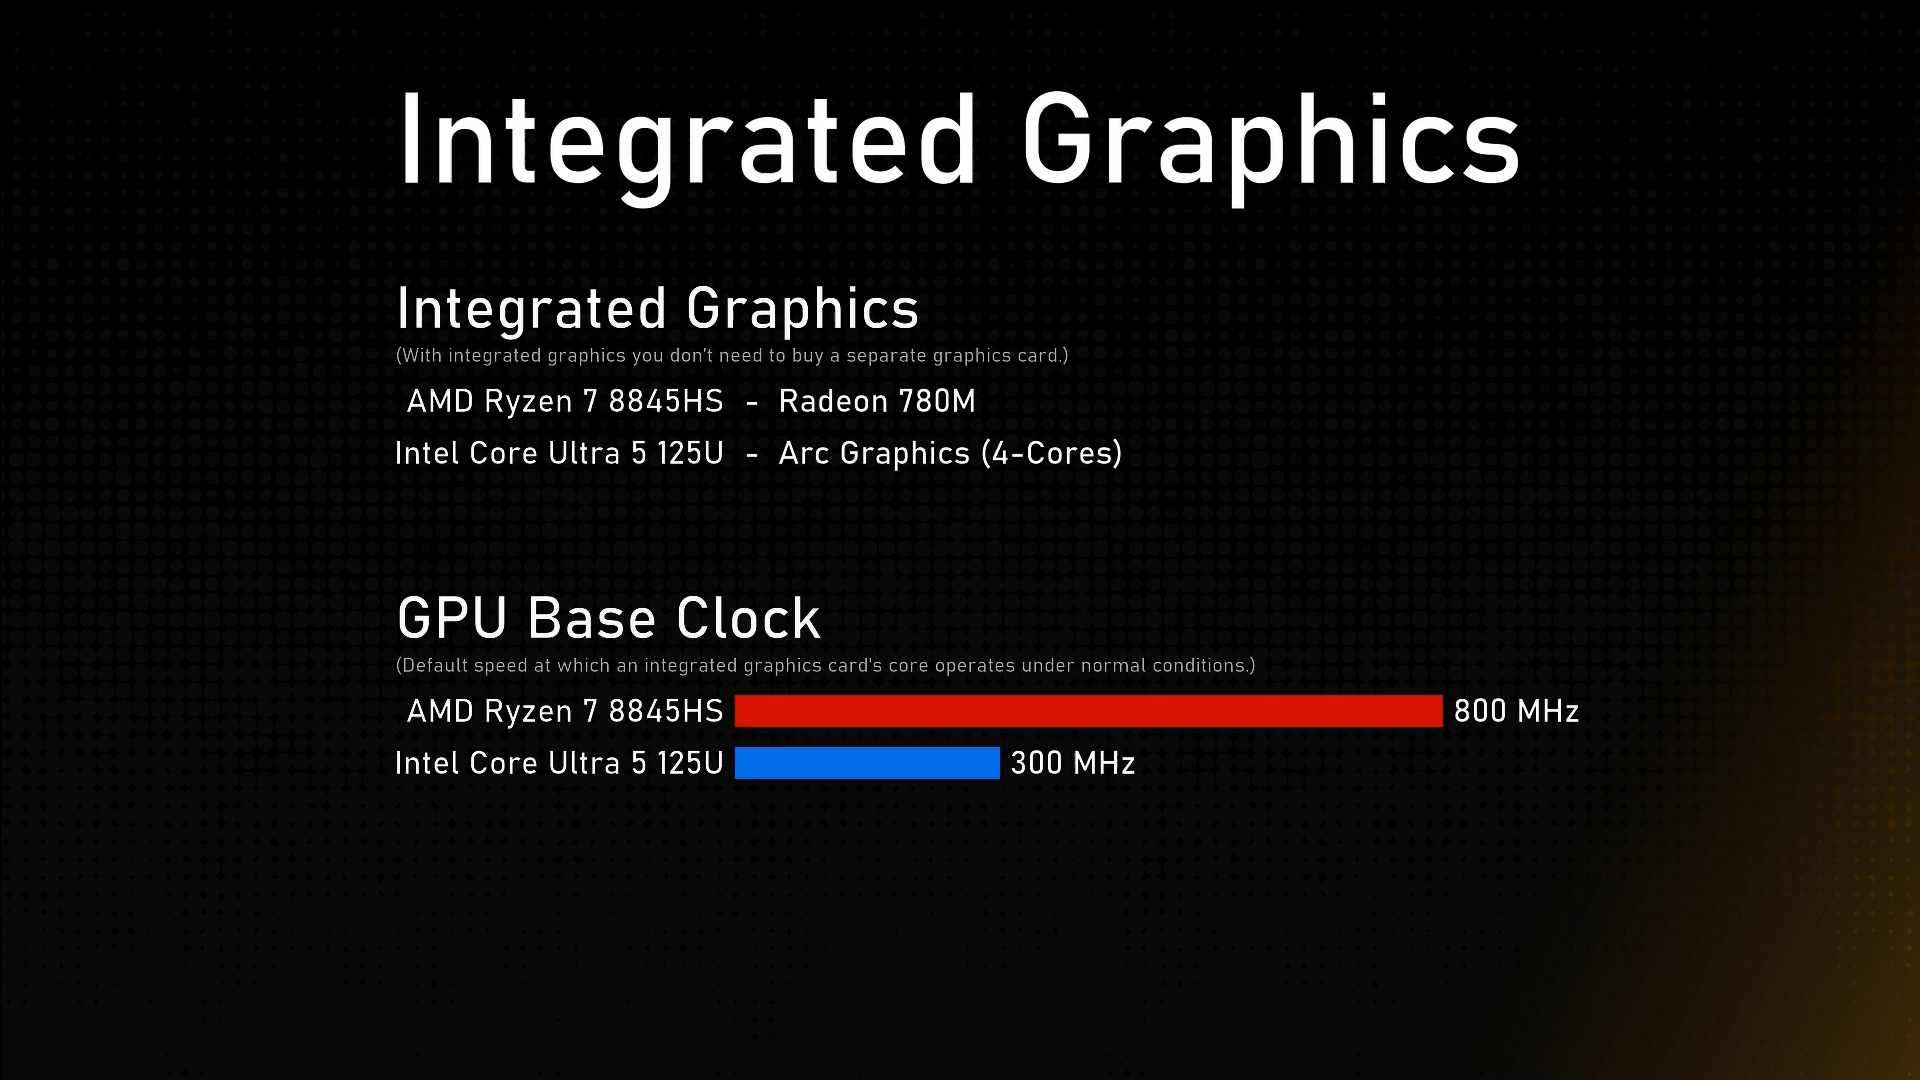 Integrated Graphics
Integrated Graphics
(With integrated graphics you don't need to buy a separate graphics card.)
AMD Ryzen 7 8845HS - Radeon 780M
Intel Core Ultra 5 125U - Arc Graphics (4-Cores)
GPU Base Clock
(Default speed at which an integrated graphics card's core operates under normal conditions.)
AMD Ryzen 7 8845HS 800 MHz
Intel Core Ultra 5 125U 300 MHz